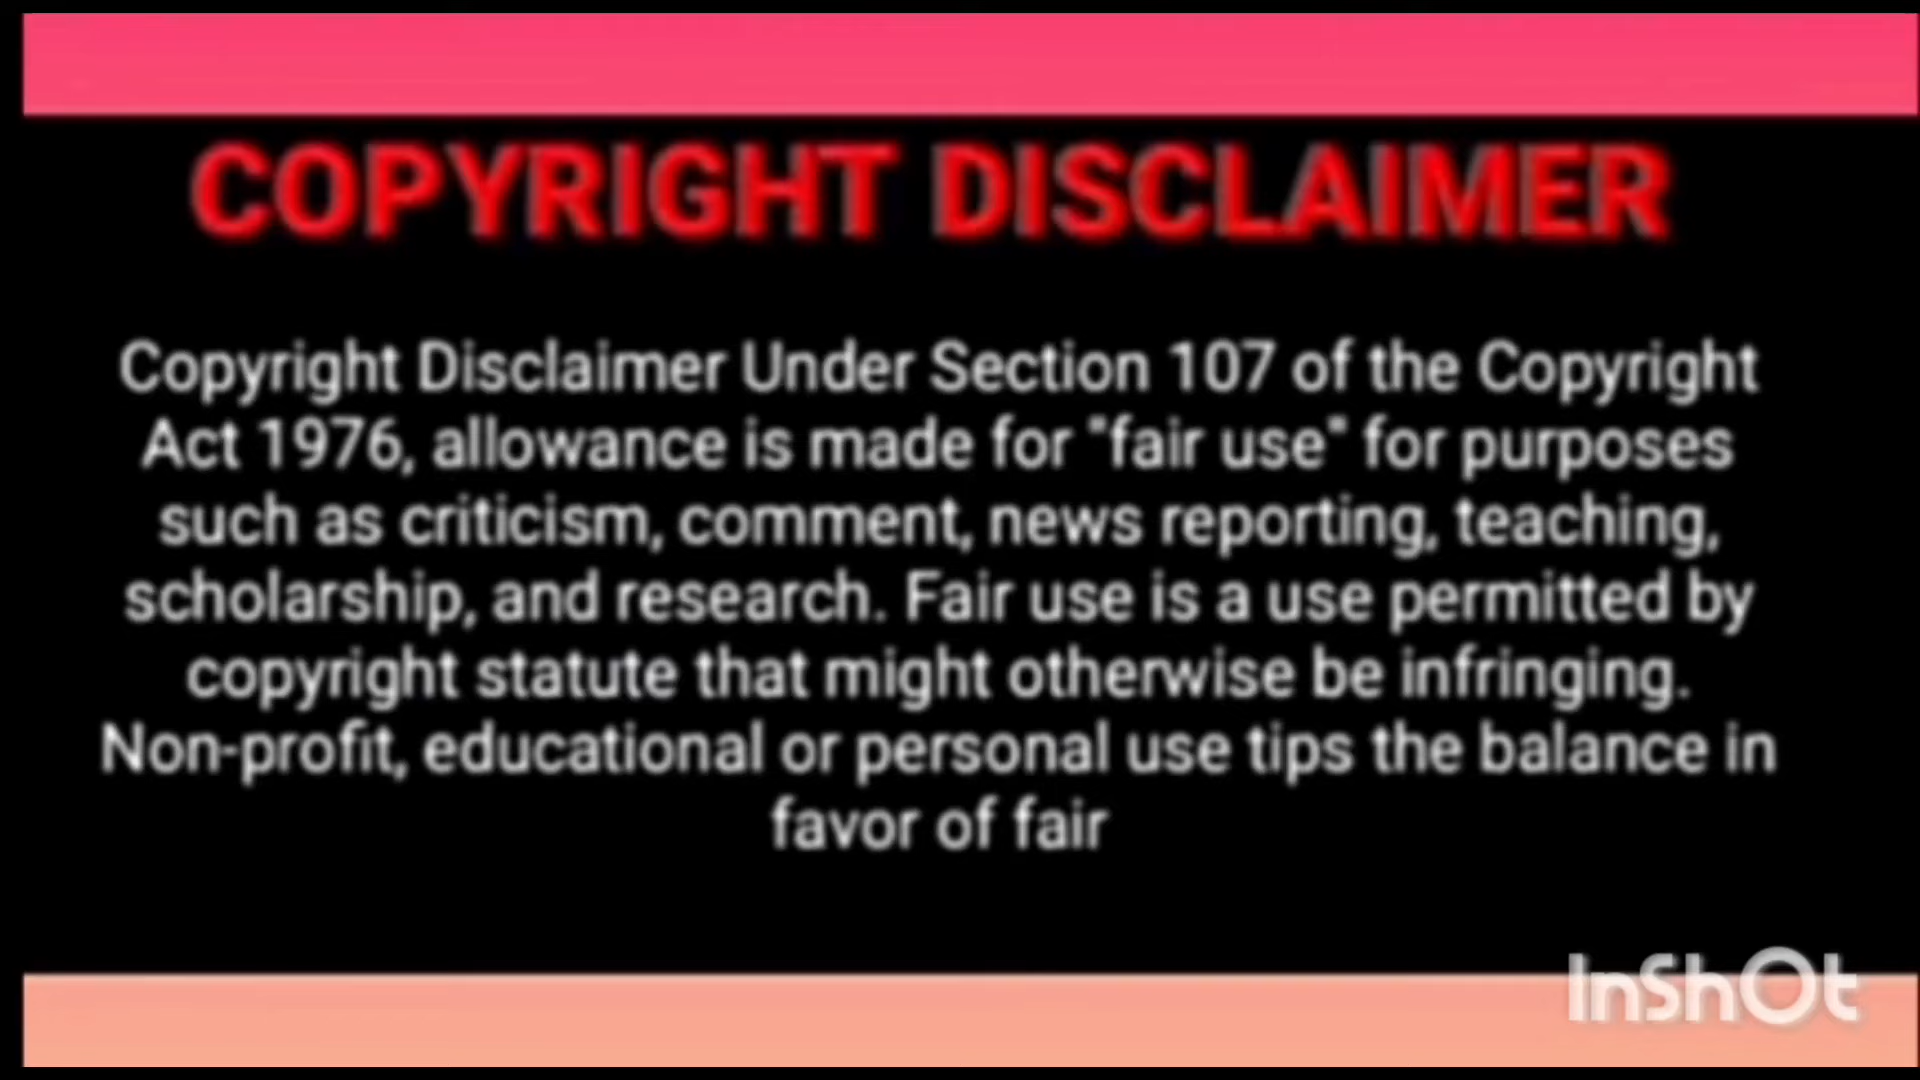 COPYRIGHT DISCLAIMER
Copyright Disclaimer Under Section 107 of the Copyright
Act 1976, allowance is made for "fair use" for purposes
such as criticism, comment, news reporting, teaching,
scholarship, and research. Fair use is a use permitted by
copyright statute that might otherwise be infringing.
Non-profit, educational or personal use tips the balance in
favor of fair
InShOt